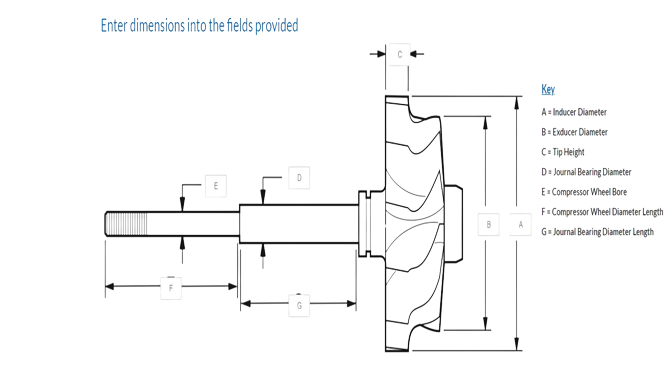 Enter dimensions into the fields provided
C
Key
A = Inducer Diameter
B = Exducer Diameter
C = Tip Height
D = Journal Bearing Diameter
E = Compressor Wheel Bore
F = Compressor Wheel Diameter Length
G = Journal Bearing Diameter Length
E
D
B
A
F
G